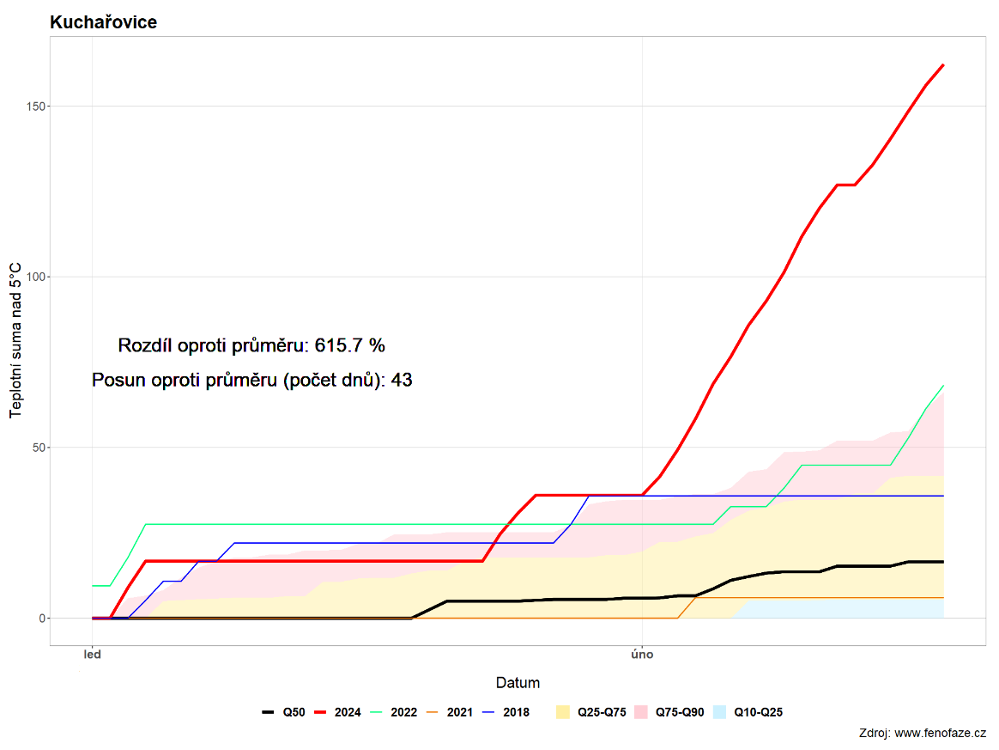 Kuchařovice
Teplotní suma nad 5°C
150
100
50
0
Rozdíl oproti průměru: 615.7 %
Posun oproti průměru (počet dnů): 43
led
úno
Datum
Q50 2024 2022 2021 2018 Q25-Q75 Q75-Q90 Q10-Q25
Zdroj: www.fenofaze.cz